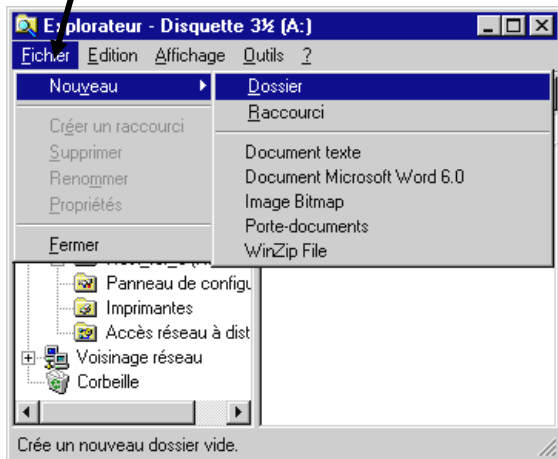 Explorateur - Disquette 3½ (A:)
Fichier Edition Affichage Outils ?
Nouveau
Dossier
Raccourci
Créer un raccourci
Supprimer
Renommer
Propriétés
Document texte
Document Microsoft Word 6.0
Image Bitmap
Porte-documents
WinZip File
Fermer
Panneau de configu
Imprimantes
Accès réseau à dist
Voisinage réseau
Corbeille
Crée un nouveau dossier vide.